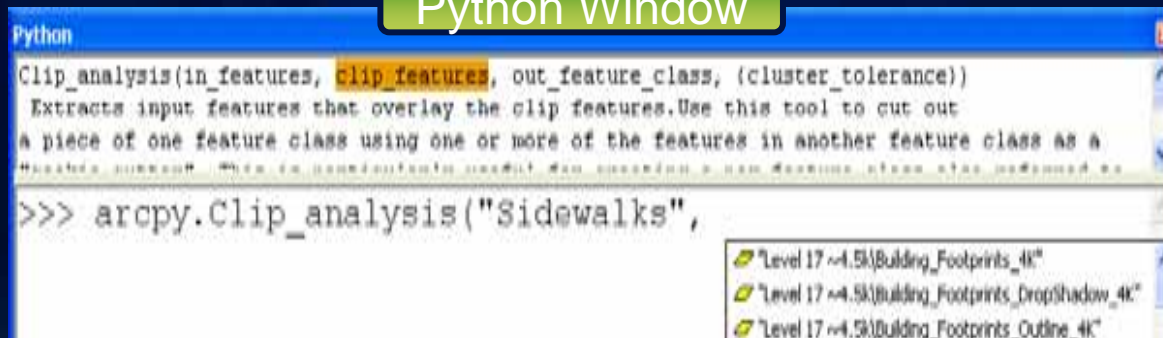 Python Window
Python
Clip_analysis(in_features, clip_features, out_feature_class, {cluster_tolerance})
Extracts input features that overlay the clip features.Use this tool to cut out
a piece of one feature class using one or more of the features in another feature class as a
>>> arcpy.Clip_analysis("Sidewalks",
"Level 17 ~4.5k\Building_Footprints_4K"
"Level 17 ~4.5k\Building_Footprints_DropShadow_4K"
"Level 17 ~4.5k\Building_Footprints_Outline_4K"